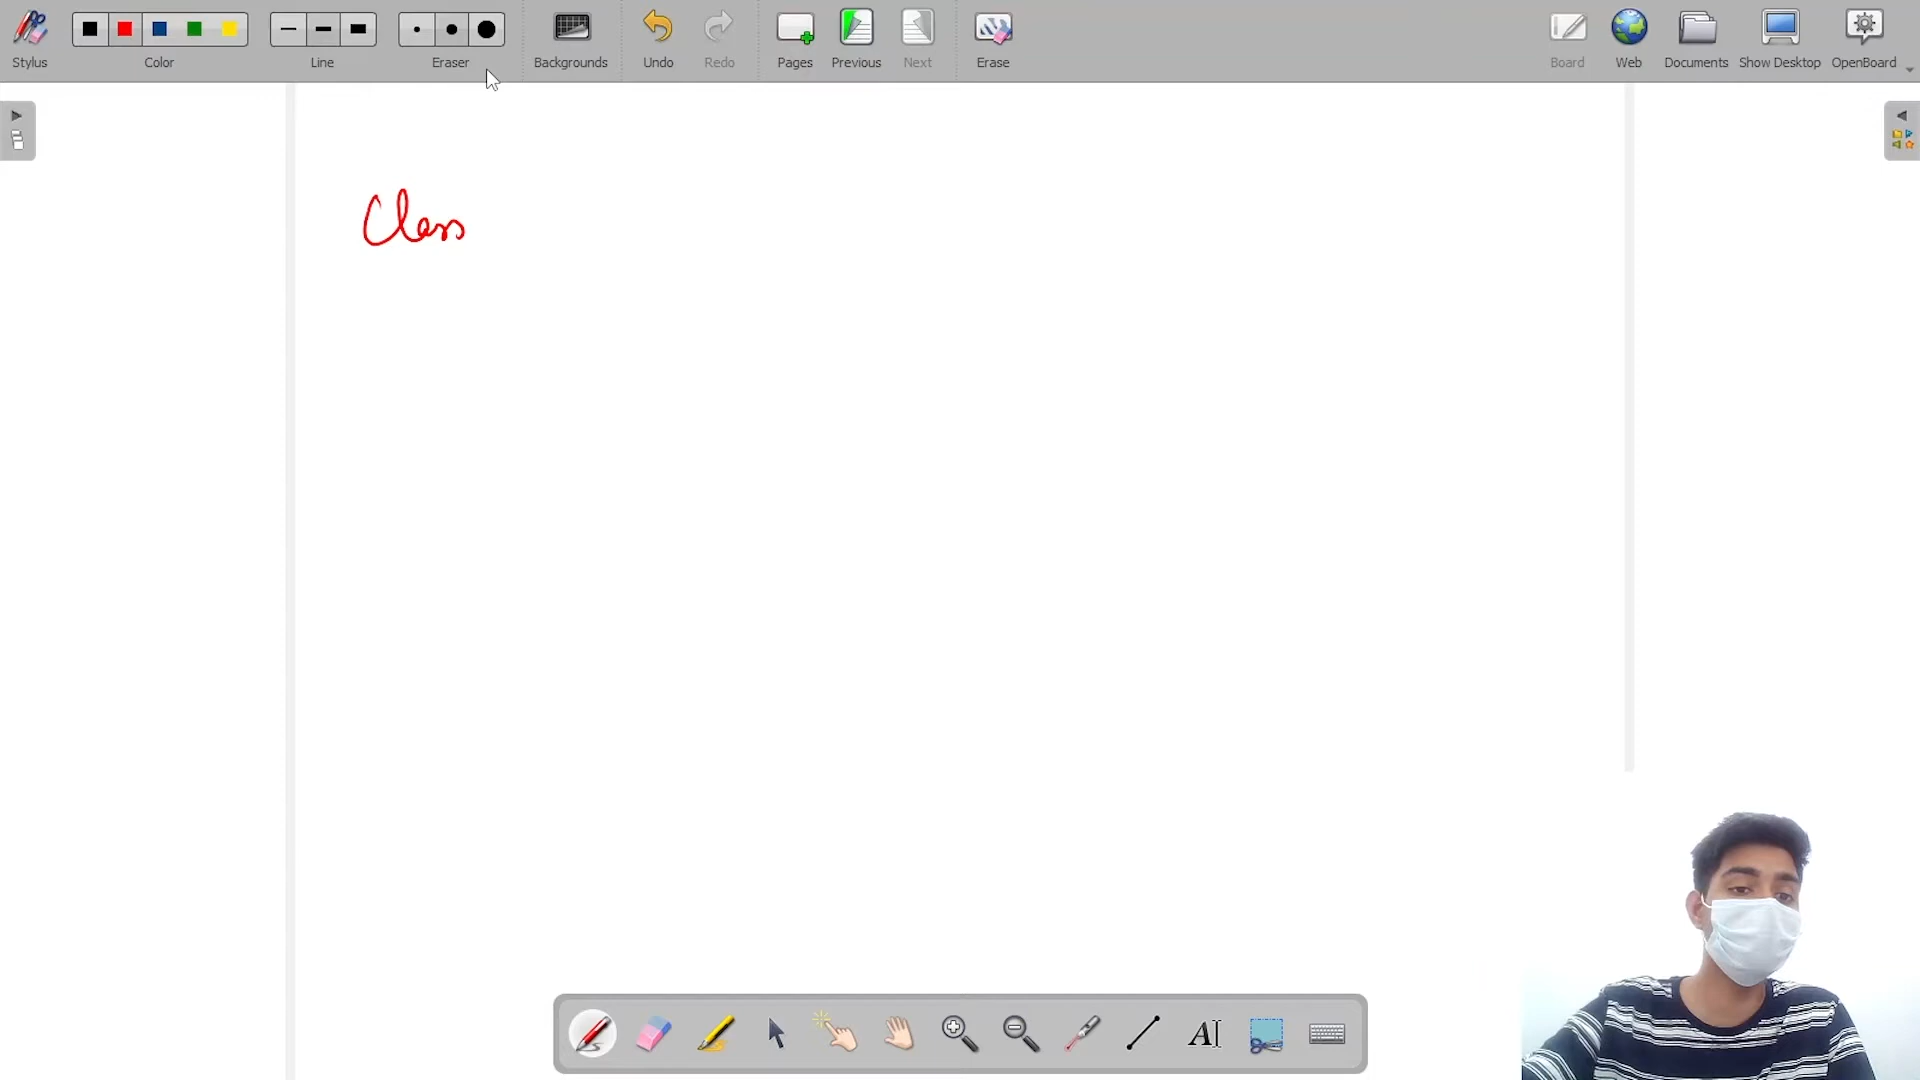 Stylus Color Line Eraser Backgrounds Undo Redo Pages Previous Next Erase Board Web Documents Show Desktop OpenBoard
Class
A